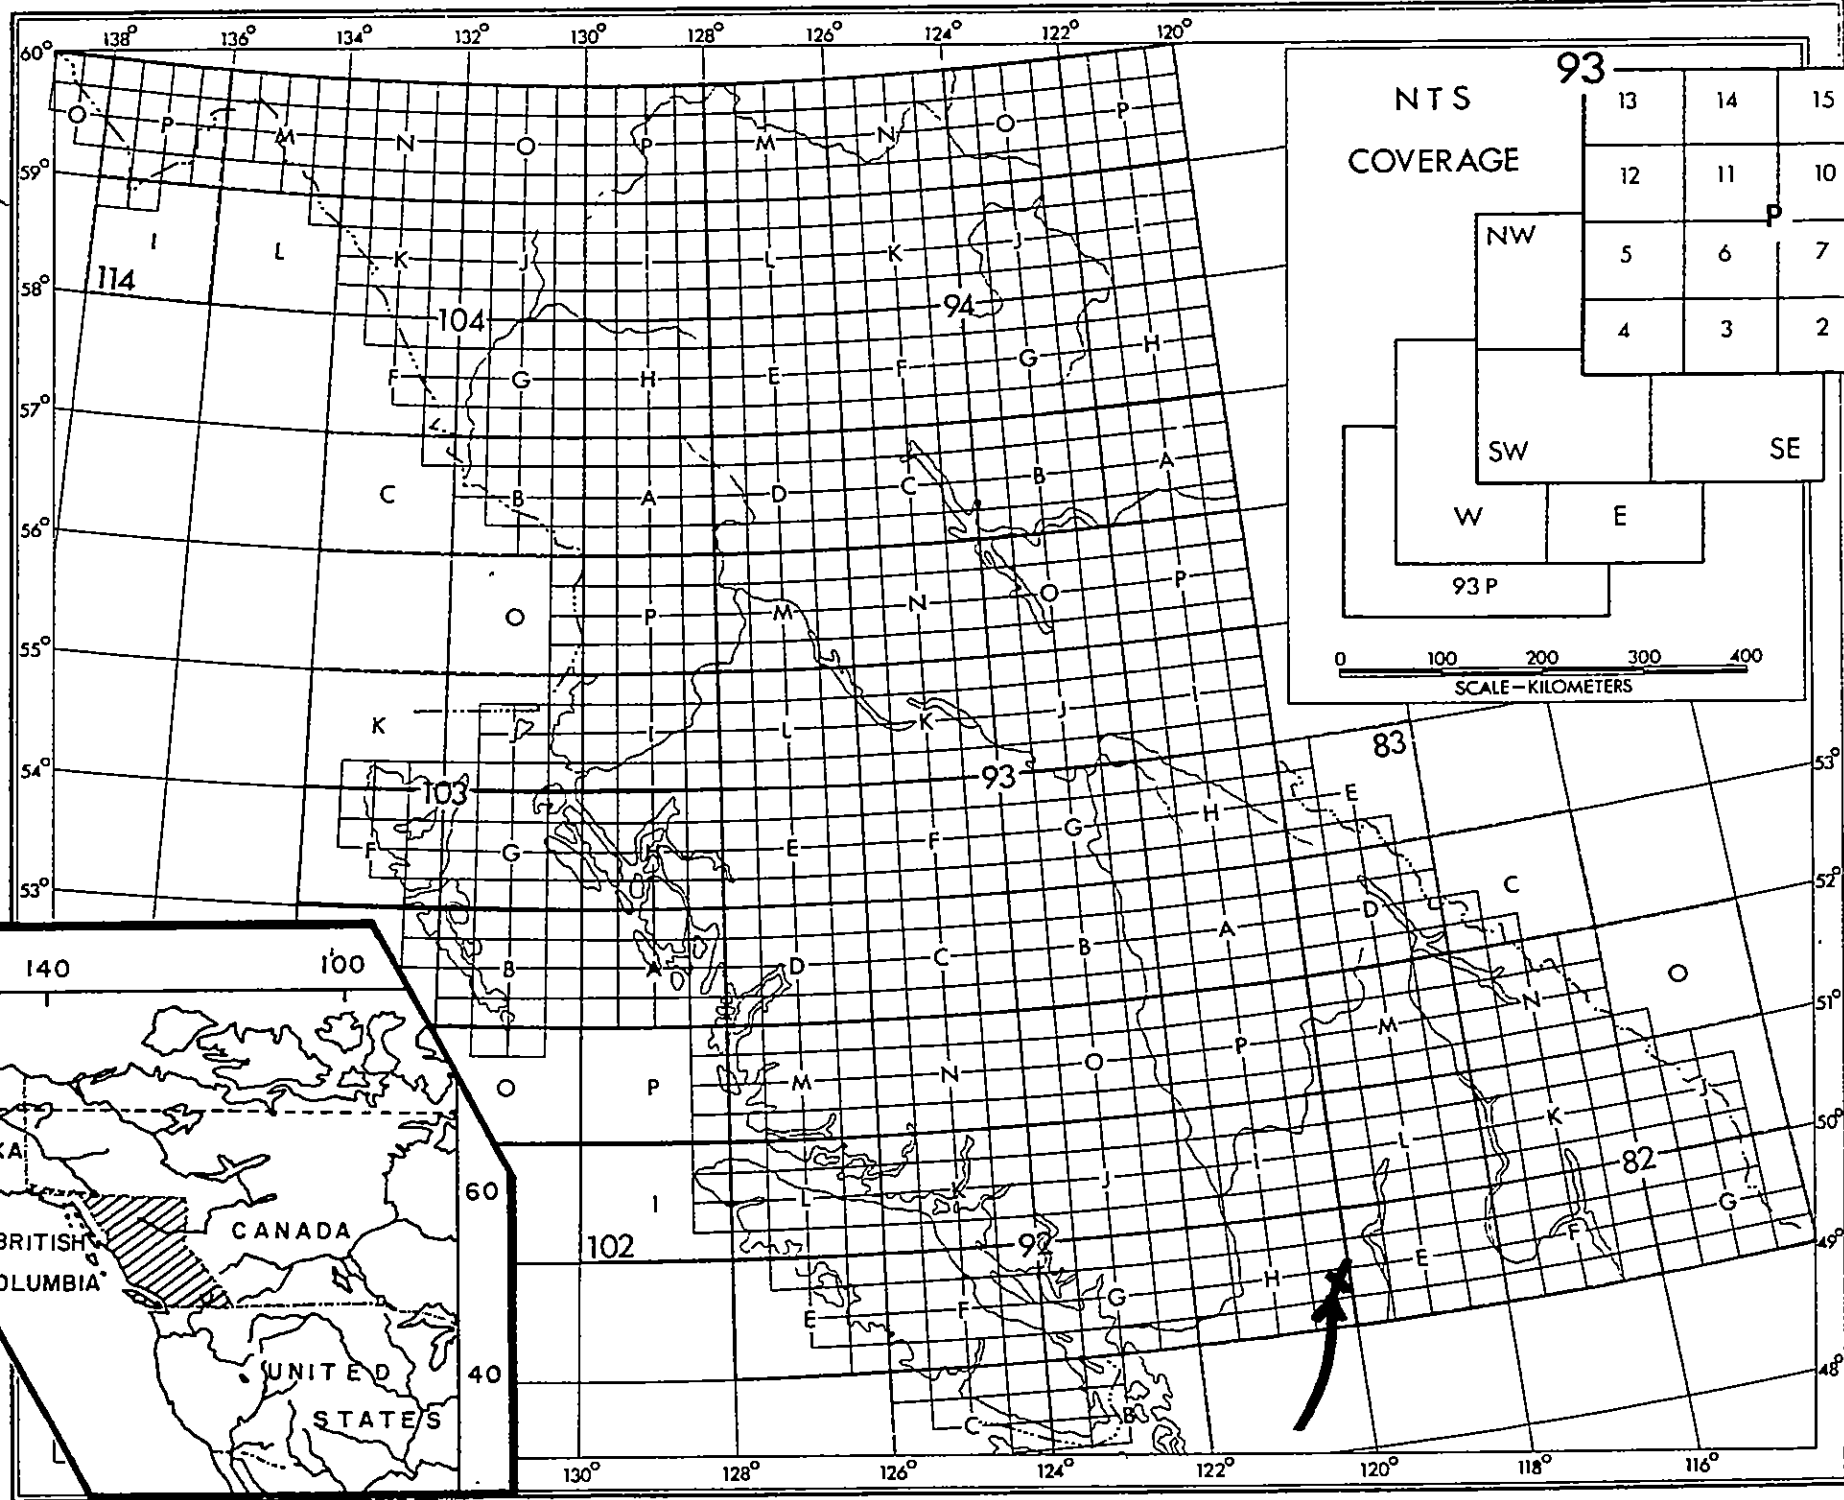 138° 136° 134° 132° 130° 128° 126° 124° 122° 120°
60°
O P M N O P M N O P
59°
I L K J I L K J I
114
58°
104 94
F G H E F G H
57°
C B A D C B A
56°
O P M N O P
55°
K J I L K J I
54°
103 93 83 53°
F G H E F G H E
53°
B A D C B A D C 52°
O P M N O P M N O 51°
I L K J I L K J 50°
102 92 82
E F G H E F G 49°
C B 48°
130° 128° 126° 124° 122° 120° 118° 116°
NTS
COVERAGE
93
13 14 15
12 11 10
P
5 6 7
4 3 2
NW
SW SE
W E
93 P
0 100 200 300 400
SCALE-KILOMETERS
140 100
KA
60
BRITISH
OLUMBIA
CANADA
UNITED
STATES
40